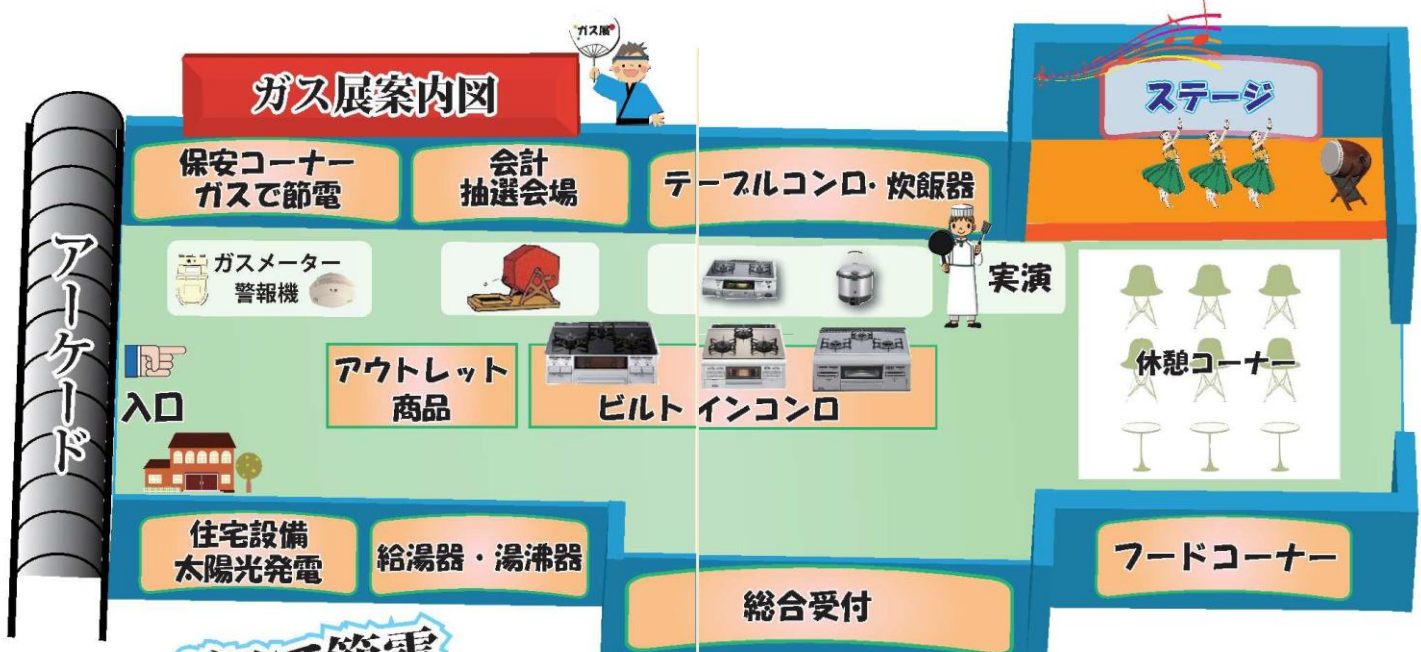 ガス展
ガス展案内図
ステージ
保安コーナー
ガスで節電
会計
抽選会場
テーブルコンロ・炊飯器
アーケード
ガスメーター
警報機
実演
休憩コーナー
入口
アウトレット
商品
ビルトインコンロ
住宅設備
太陽光発電
給湯器・湯沸器
総合受付
フードコーナー
節電